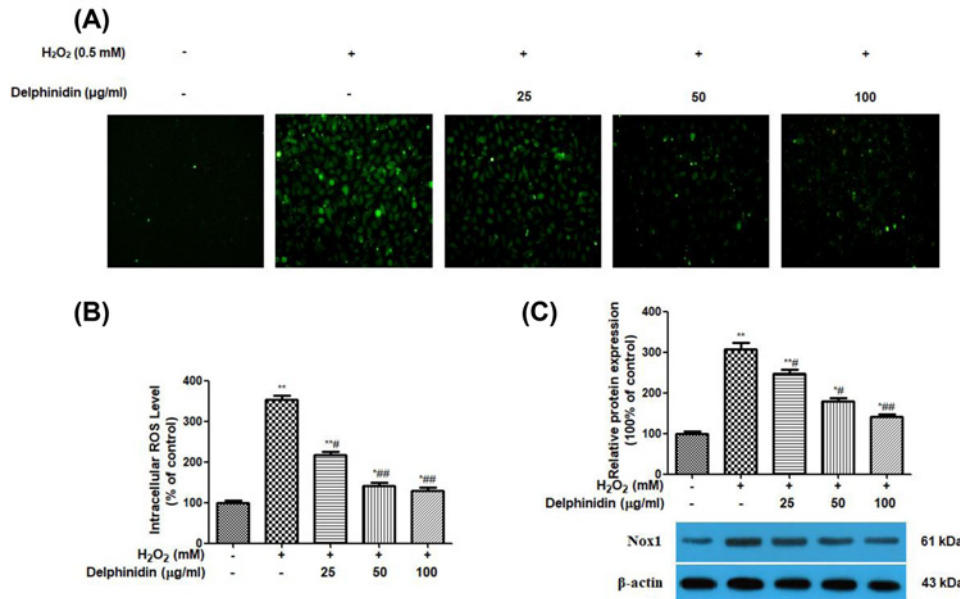 (A)
H₂O₂ (0.5 mM) - + + + +
Delphinidin (µg/ml) - - 25 50 100
(B)
Intracellular ROS Level
(% of control)
400
300
200
100
0
**
**#
*##
*##
H₂O₂ (mM) - + + + +
Delphinidin (µg/ml) - - 25 50 100
(C)
Relative protein expression
(100% of control)
400
300
200
100
0
**
**#
*#
*##
H₂O₂ (mM) - + + + +
Delphinidin (µg/ml) - - 25 50 100
Nox1 61 kDa
β-actin 43 kDa